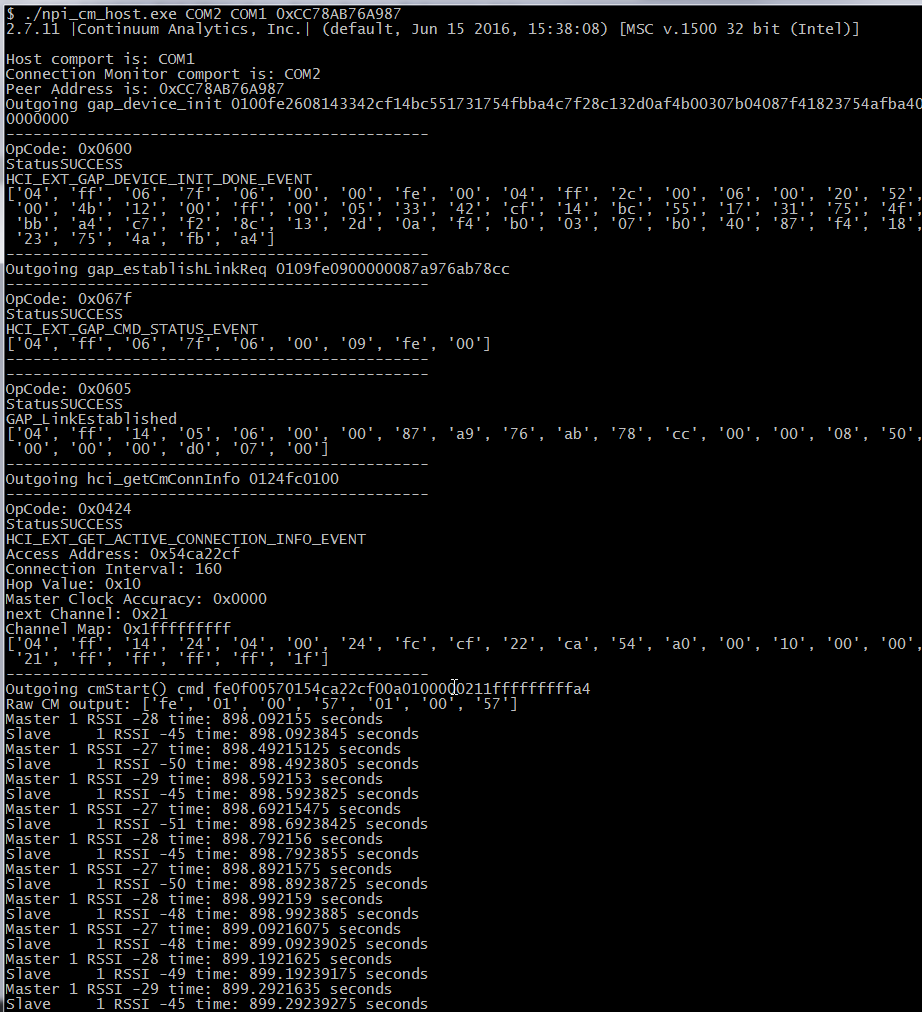 $ ./npi_cm_host.exe COM2 COM1 0xCC78AB76A987
2.7.11 |Continuum Analytics, Inc.| (default, Jun 15 2016, 15:38:08) [MSC v.1500 32 bit (Intel)]
Host comport is: COM1
Connection Monitor comport is: COM2
Peer Address is: 0xCC78AB76A987
Outgoing gap_device_init 0100fe2608143342cf14bc551731754fbba4c7f28c132d0af4b00307b04087f41823754afba40
0000000
-----------------------------------------------
OpCode: 0x0600
StatusSUCCESS
HCI_EXT_GAP_DEVICE_INIT_DONE_EVENT
['04', 'ff', '06', '7f', '06', '00', '00', 'fe', '00', '04', 'ff', '2c', '00', '06', '00', '20', '52',
'00', '4b', '12', '00', 'ff', '00', '05', '33', '42', 'cf', '14', 'bc', '55', '17', '31', '75', '4f',
'bb', 'a4', 'c7', 'f2', '8c', '13', '2d', '0a', 'f4', 'b0', '03', '07', 'b0', '40', '87', 'f4', '18',
'23', '75', '4a', 'fb', 'a4']
-----------------------------------------------
Outgoing gap_establishLinkReq 0109fe0900000087a976ab78cc
-----------------------------------------------
OpCode: 0x067f
StatusSUCCESS
HCI_EXT_GAP_CMD_STATUS_EVENT
['04', 'ff', '06', '7f', '06', '00', '09', 'fe', '00']
-----------------------------------------------
-----------------------------------------------
OpCode: 0x0605
StatusSUCCESS
GAP_LinkEstablished
['04', 'ff', '14', '05', '06', '00', '00', '87', 'a9', '76', 'ab', '78', 'cc', '00', '00', '08', '50',
'00', '00', '00', 'd0', '07', '00']
-----------------------------------------------
Outgoing hci_getCmConnInfo 0124fc0100
-----------------------------------------------
OpCode: 0x0424
StatusSUCCESS
HCI_EXT_GET_ACTIVE_CONNECTION_INFO_EVENT
Access Address: 0x54ca22cf
Connection Interval: 160
Hop Value: 0x10
Master Clock Accuracy: 0x0000
next Channel: 0x21
Channel Map: 0x1fffffffff
['04', 'ff', '14', '24', '04', '00', '24', 'fc', 'cf', '22', 'ca', '54', 'a0', '00', '10', '00', '00',
'21', 'ff', 'ff', 'ff', 'ff', '1f']
-----------------------------------------------
Outgoing cmStart() cmd fe0f00570154ca22cf00a0100000211fffffffffa4
Raw CM output: ['fe', '01', '00', '57', '01', '00', '57']
Master 1 RSSI -28 time: 898.092155 seconds
Slave 1 RSSI -45 time: 898.0923845 seconds
Master 1 RSSI -27 time: 898.49215125 seconds
Slave 1 RSSI -50 time: 898.4923805 seconds
Master 1 RSSI -29 time: 898.592153 seconds
Slave 1 RSSI -45 time: 898.5923825 seconds
Master 1 RSSI -27 time: 898.69215475 seconds
Slave 1 RSSI -51 time: 898.69238425 seconds
Master 1 RSSI -28 time: 898.792156 seconds
Slave 1 RSSI -45 time: 898.7923855 seconds
Master 1 RSSI -27 time: 898.8921575 seconds
Slave 1 RSSI -50 time: 898.89238725 seconds
Master 1 RSSI -28 time: 898.992159 seconds
Slave 1 RSSI -48 time: 898.9923885 seconds
Master 1 RSSI -27 time: 899.09216075 seconds
Slave 1 RSSI -48 time: 899.09239025 seconds
Master 1 RSSI -28 time: 899.1921625 seconds
Slave 1 RSSI -49 time: 899.19239175 seconds
Master 1 RSSI -29 time: 899.2921635 seconds
Slave 1 RSSI -45 time: 899.29239275 seconds